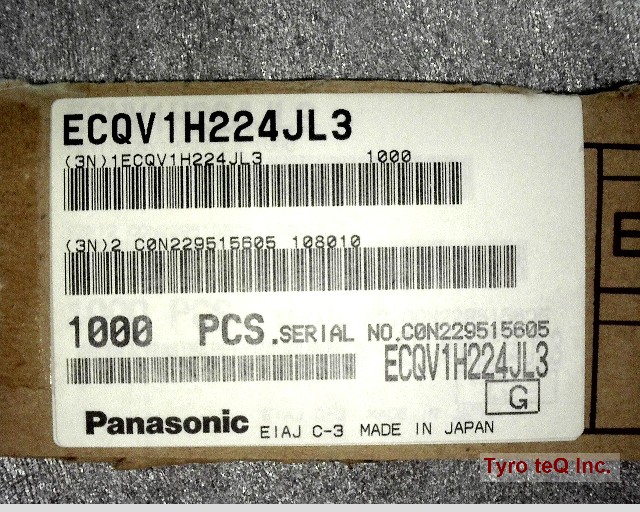 ECQV1H224JL3
(3N)1ECQV1H224JL3 1000
(3N)2 C0N229515605 108010
1000 PCS. SERIAL NO.C0N229515605
ECQV1H224JL3
G
Panasonic EIAJ C-3 MADE IN JAPAN
E
Tyro teQ Inc.